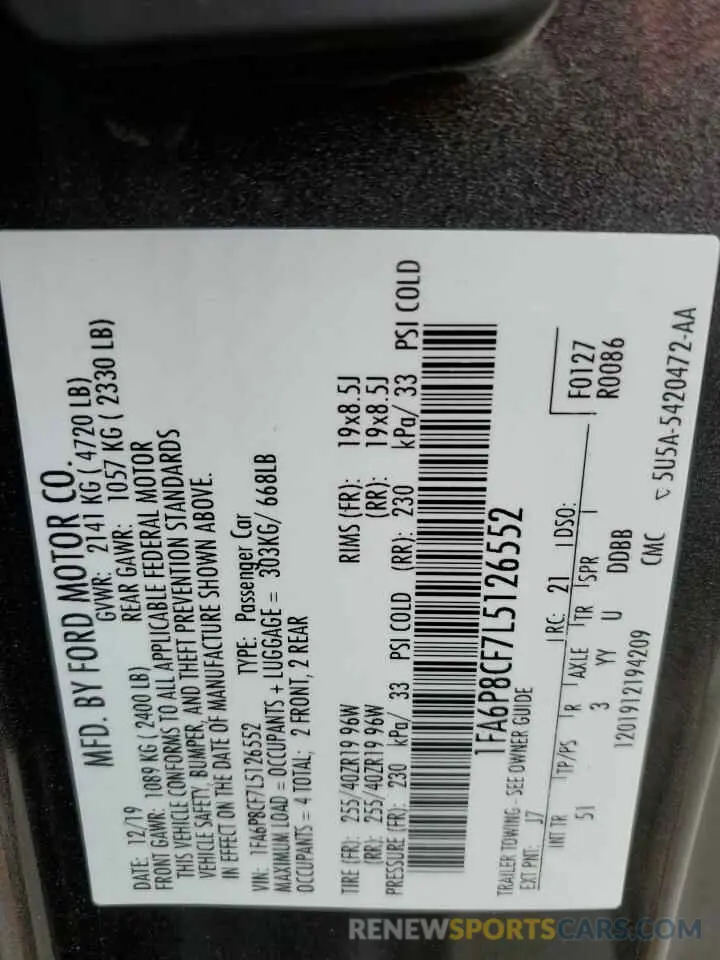 MFD. BY FORD MOTOR CO.
DATE: 12/19 GVWR: 2141 KG ( 4720 LB)
FRONT GAWR: 1089 KG ( 2400 LB) REAR GAWR: 1057 KG ( 2330 LB)
THIS VEHICLE CONFORMS TO ALL APPLICABLE FEDERAL MOTOR
VEHICLE SAFETY, BUMPER, AND THEFT PREVENTION STANDARDS
IN EFFECT ON THE DATE OF MANUFACTURE SHOWN ABOVE.
VIN: 1FA6P8CF7L5126552 TYPE: Passenger Car
MAXIMUM LOAD = OCCUPANTS + LUGGAGE = 303KG/ 668LB
OCCUPANTS = 4 TOTAL; 2 FRONT, 2 REAR
TIRE (FR): 255/40ZR19 96W RIMS (FR): 19x8.5J
(RR): 255/40ZR19 96W (RR): 19x8.5J
PRESSURE (FR): 230 kPa/ 33 PSI COLD (RR): 230 kPa/ 33 PSI COLD
1FA6P8CF7L5126552
TRAILER TOWING - SEE OWNER GUIDE
EXT PNT: J7 RC: 21 DSO: F0127
INT TR TP/PS R AXLE TR SPR R0086
51 3 YY U DDBB
1201912194209 CMC 5U5A-5420472-AA
RENEWSPORTSCARS.COM